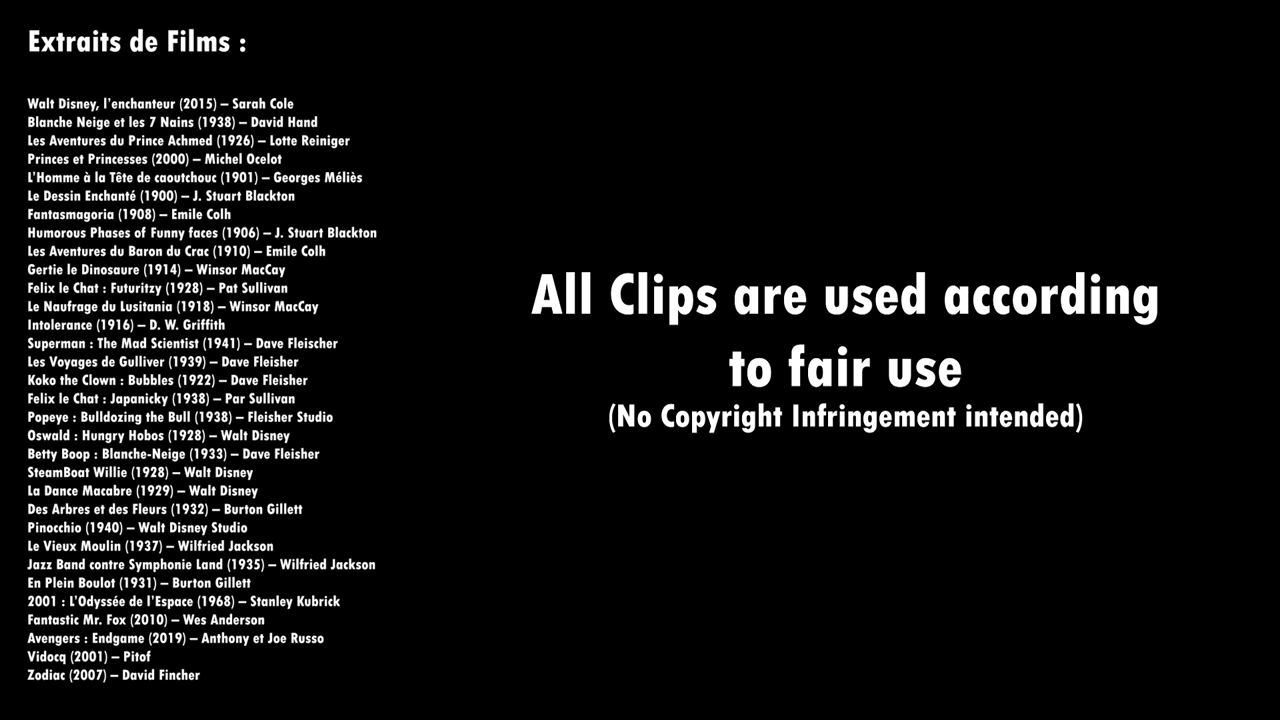 Extraits de Films :
Walt Disney, l'enchanteur (2015) – Sarah Cole
Blanche Neige et les 7 Nains (1938) – David Hand
Les Aventures du Prince Achmed (1926) – Lotte Reiniger
Princes et Princesses (2000) – Michel Ocelot
L'Homme à la Tête de caoutchouc (1901) – Georges Méliès
Le Dessin Enchanté (1900) – J. Stuart Blackton
Fantasmagoria (1908) – Emile Colh
Humorous Phases of Funny faces (1906) – J. Stuart Blackton
Les Aventures du Baron du Crac (1910) – Emile Colh
Gertie le Dinosaure (1914) – Winsor MacCay
Felix le Chat : Futuritzy (1928) – Pat Sullivan
Le Naufrage du Lusitania (1918) – Winsor MacCay
Intolerance (1916) – D. W. Griffith
Superman : The Mad Scientist (1941) – Dave Fleischer
Les Voyages de Gulliver (1939) – Dave Fleisher
Koko the Clown : Bubbles (1922) – Dave Fleisher
Felix le Chat : Japanicky (1938) – Par Sullivan
Popeye : Bulldozing the Bull (1938) – Fleisher Studio
Oswald : Hungry Hobos (1928) – Walt Disney
Betty Boop : Blanche-Neige (1933) – Dave Fleisher
SteamBoat Willie (1928) – Walt Disney
La Dance Macabre (1929) – Walt Disney
Des Arbres et des Fleurs (1932) – Burton Gillett
Pinocchio (1940) – Walt Disney Studio
Le Vieux Moulin (1937) – Wilfried Jackson
Jazz Band contre Symphonie Land (1935) – Wilfried Jackson
En Plein Boulot (1931) – Burton Gillett
2001 : L'Odyssée de l'Espace (1968) – Stanley Kubrick
Fantastic Mr. Fox (2010) – Wes Anderson
Avengers : Endgame (2019) – Anthony et Joe Russo
Vidocq (2001) – Pitof
Zodiac (2007) – David Fincher
All Clips are used according
to fair use
(No Copyright Infringement intended)